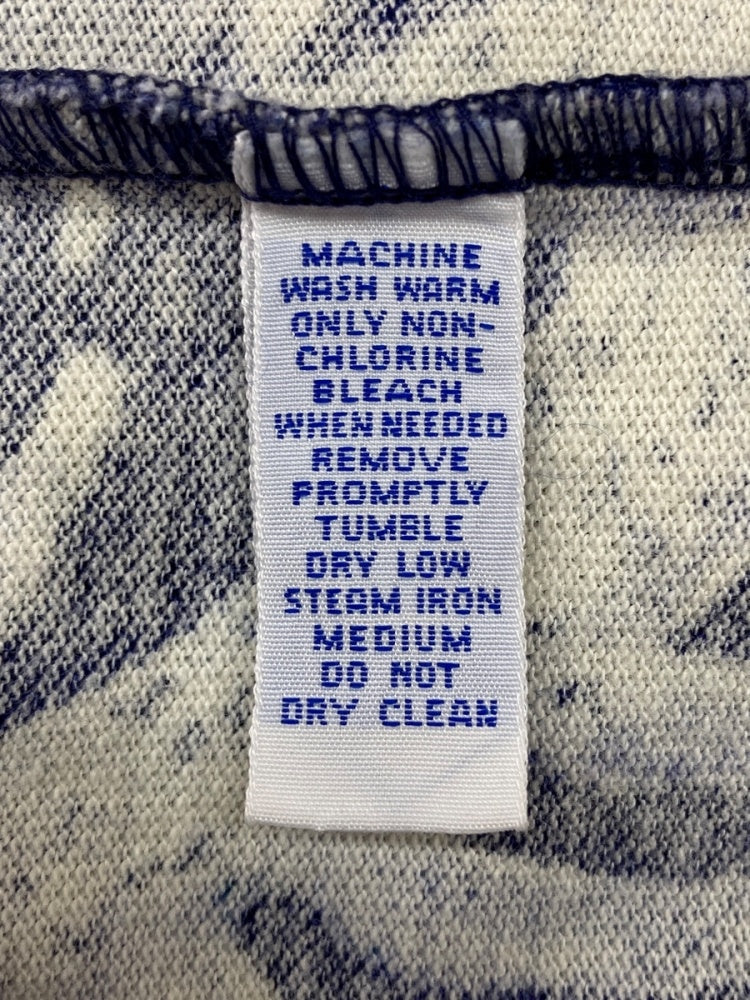 MACHINE
WASH WARM
ONLY NON-
CHLORINE
BLEACH
WHEN NEEDED
REMOVE
PROMPTLY
TUMBLE
DRY LOW
STEAM IRON
MEDIUM
DO NOT
DRY CLEAN